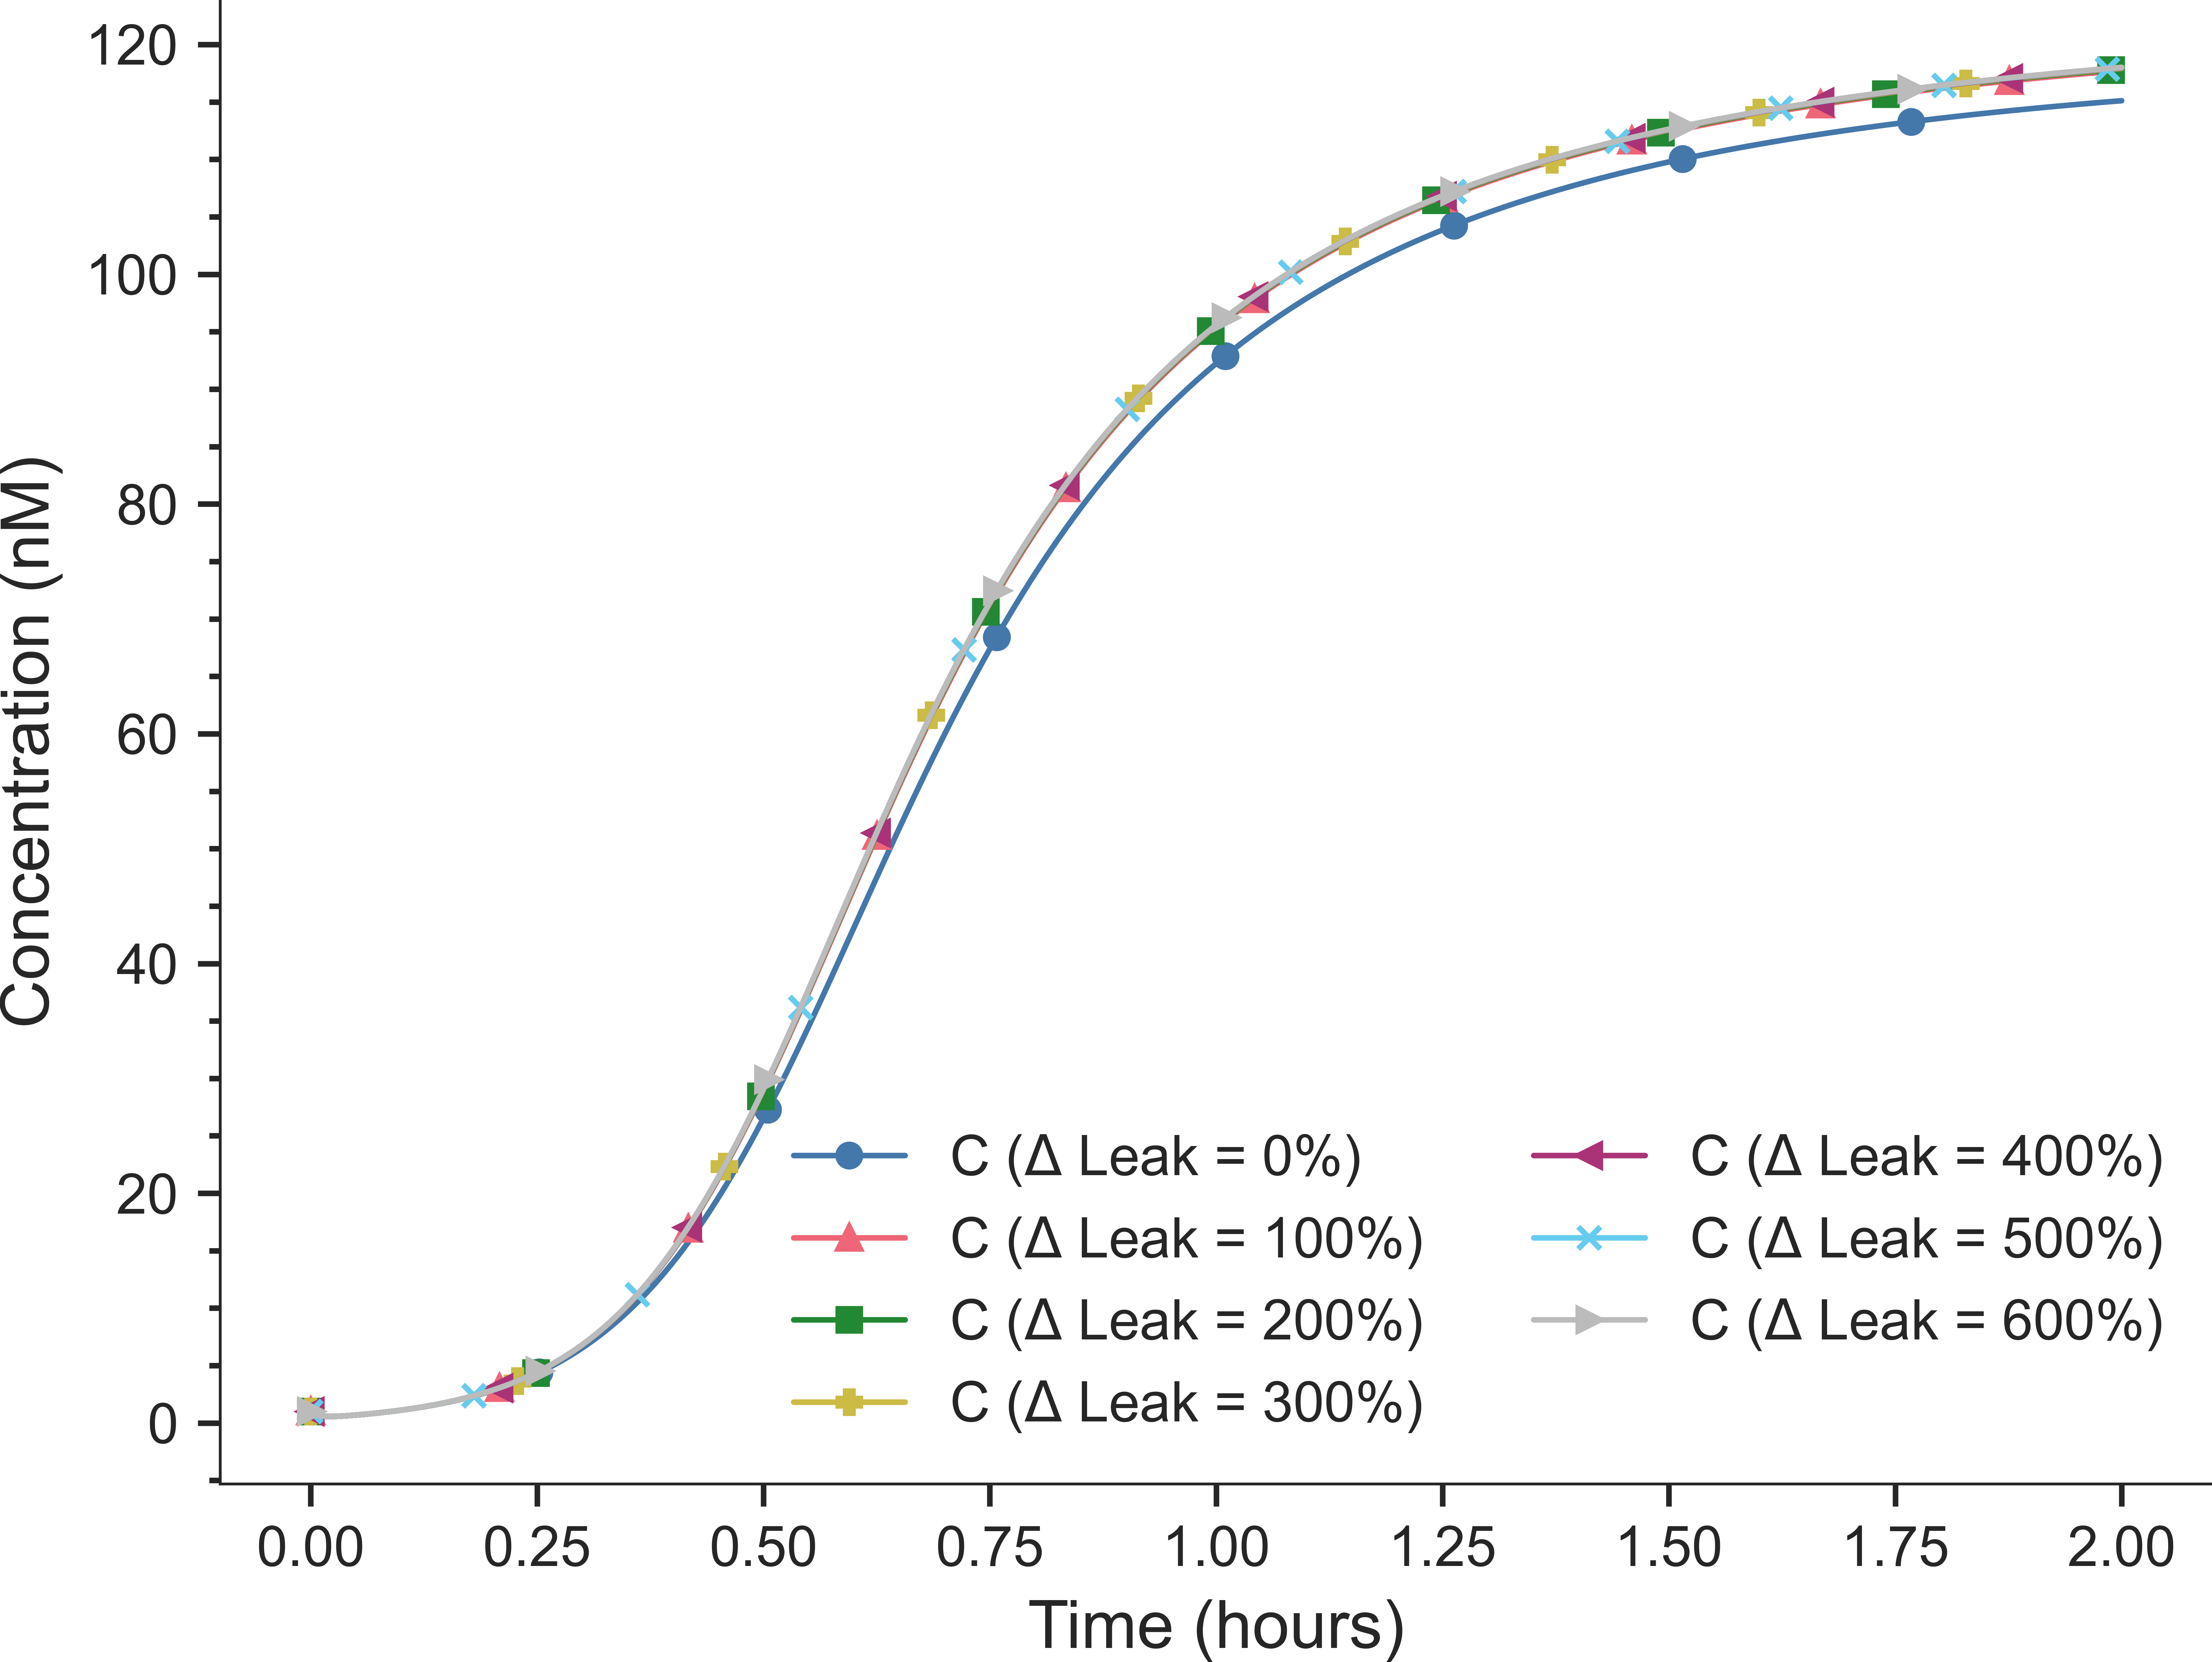 120
100
80
60
40
20
0
Concentration (nM)
C (Δ Leak = 0%)
C (Δ Leak = 100%)
C (Δ Leak = 200%)
C (Δ Leak = 300%)
C (Δ Leak = 400%)
C (Δ Leak = 500%)
C (Δ Leak = 600%)
0.00 0.25 0.50 0.75 1.00 1.25 1.50 1.75 2.00
Time (hours)